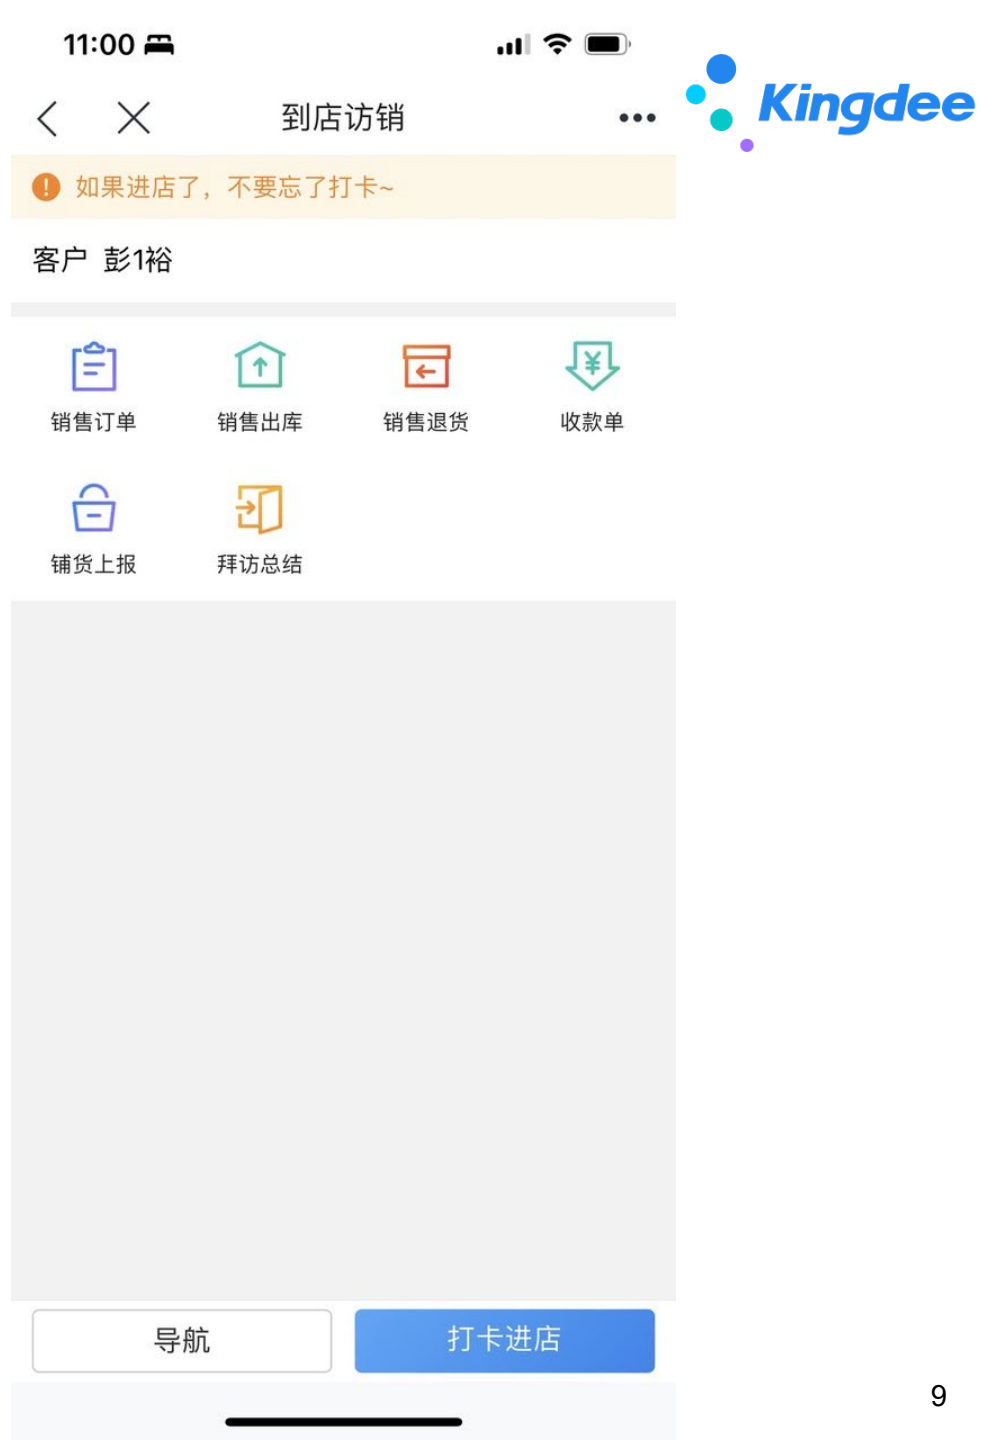 11:00
到店访销
Kingdee
如果进店了，不要忘了打卡~
客户 彭1裕
销售订单 销售出库 销售退货 收款单
铺货上报 拜访总结
导航 打卡进店
9